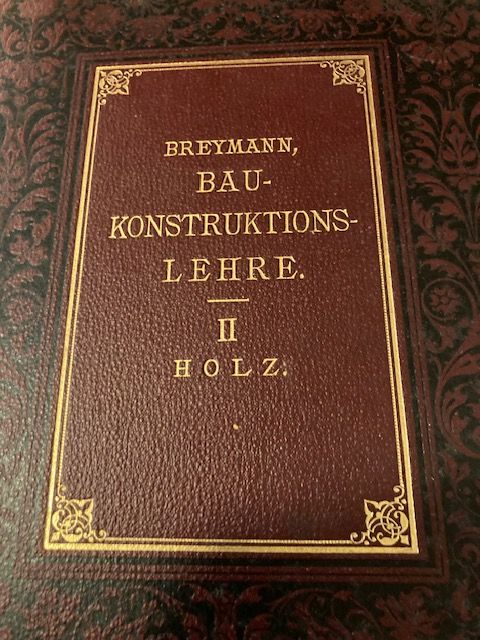 BREYMANN,
BAU-
KONSTRUKTIONS-
LEHRE.
II
HOLZ.